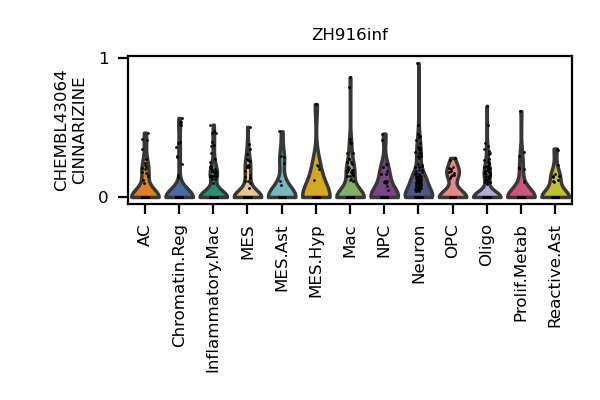 ZH916inf
CHEMBL43064
CINNARIZINE
1
0
AC
Chromatin.Reg
Inflammatory.Mac
MES
MES.Ast
MES.Hyp
Mac
NPC
Neuron
OPC
Oligo
Prolif.Metab
Reactive.Ast